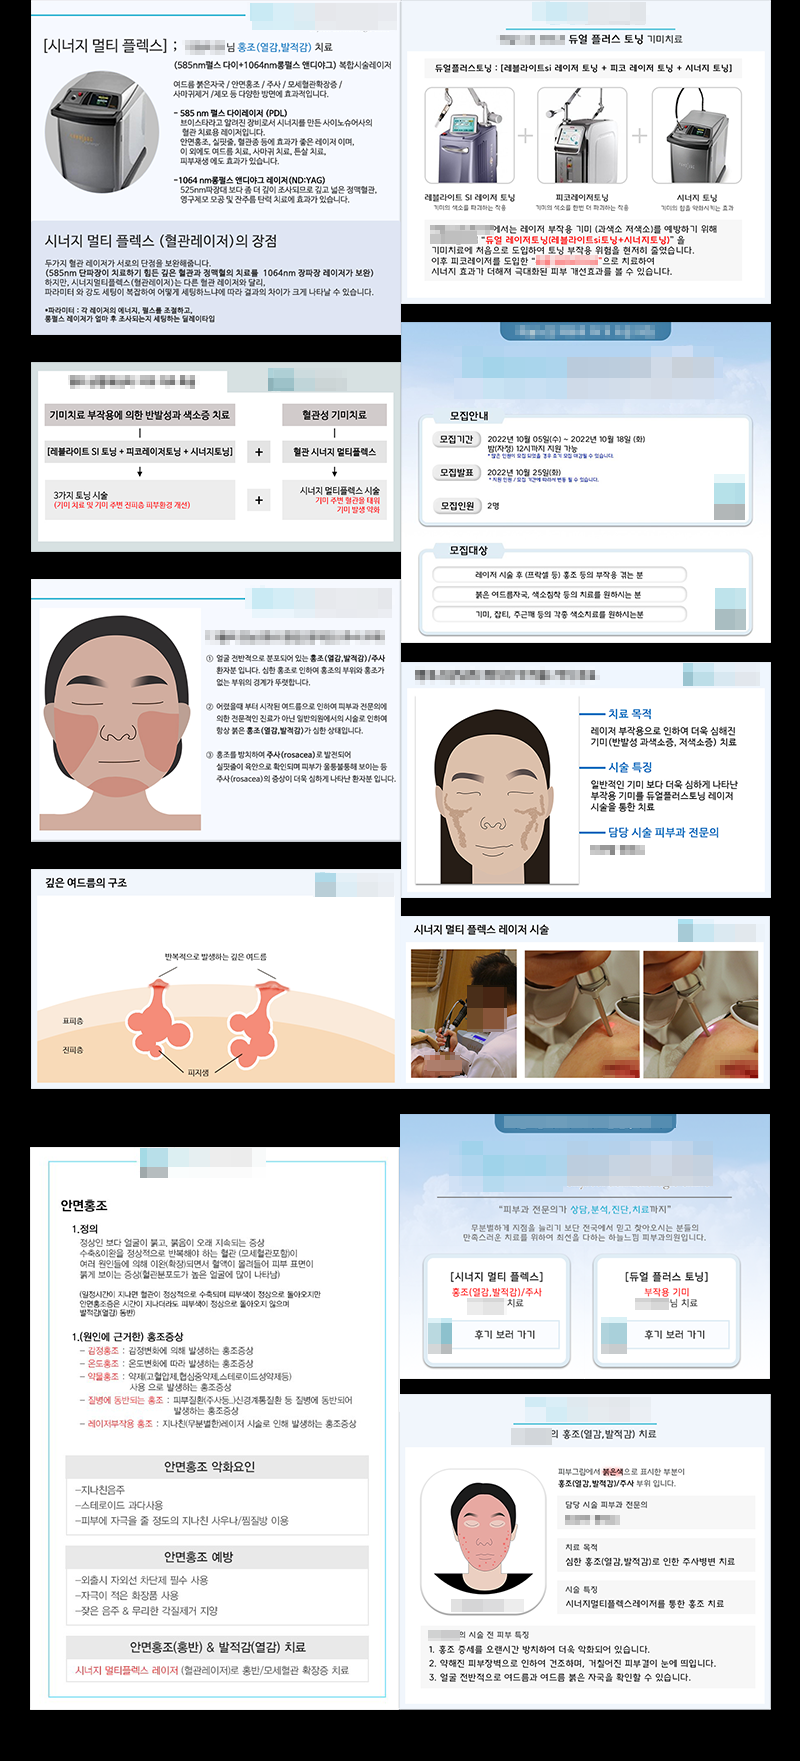 [시너지 멀티 플렉스] ; 님 홍조(열감,발적감) 치료
(585nm펄스 다이+1064nm롱펄스 앤디야그) 복합시술레이저
여드름 붉은자국 / 안면홍조 / 주사 / 모세혈관확장증 /
사마귀제거 /제모 등 다양한 방면에 효과적입니다.
- 585 nm 펄스 다이레이저 (PDL)
브이스타라고 알려진 장비로서 시너지를 만든 사이노슈어사의
혈관 치료용 레이저입니다.
안면홍조, 실핏줄, 혈관종 등에 효과가 좋은 레이저 이며,
이 외에도 여드름 치료, 사마귀 치료, 튼살 치료,
피부재생 에도 효과가 있습니다.
-1064 nm롱펄스 앤디야그 레이저(ND:YAG)
525nm파장대 보다 좀 더 깊이 조사되므로 깊고 넓은 정맥혈관,
영구제모 모공 및 잔주름 탄력 치료에 효과가 있습니다.
시너지 멀티 플렉스 (혈관레이저)의 장점
두가지 혈관 레이저가 서로의 단점을 보완해줍니다.
(585nm 단파장이 치료하기 힘든 깊은 혈관과 정맥혈의 치료를 1064nm 장파장 레이저가 보완)
하지만, 시너지멀티플렉스(혈관레이저)는 다른 혈관 레이저와 달리,
파라미터 와 강도 세팅이 복잡하여 어떻게 세팅하느냐에 따라 결과의 차이가 크게 나타날 수 있습니다.
*파라미터 : 각 레이저의 에너지, 펄스를 조절하고,
롱펄스 레이저가 얼마 후 조사되는지 세팅하는 딜레이타임
듀얼 플러스 토닝 기미치료
듀얼플러스토닝 : [레블라이트si 레이저 토닝 + 피코 레이저 토닝 + 시너지 토닝]
레블라이트 SI 레이저 토닝
기미의 색소를 파괴하는 작용
피코레이저토닝
기미의 색소를 한번 더 파괴하는 작용
시너지 토닝
기미의 힘을 약화시키는 효과
에서는 레이저 부작용 기미 (과색소 저색소)를 예방하기 위해
"듀얼 레이저토닝(레블라이트si토닝+시너지토닝)" 을
기미치료에 처음으로 도입하여 토닝 부작용 위험을 현저히 줄였습니다.
이후 피코레이저를 도입한 " "으로 치료하여
시너지 효과가 더해져 극대화된 피부 개선효과를 볼 수 있습니다.
기미치료 부작용에 의한 반발성과 색소증 치료
혈관성 기미치료
[레블라이트 SI 토닝 + 피코레이저토닝 + 시너지토닝]
+
혈관 시너지 멀티플렉스
3가지 토닝 시술
(기미 치료 및 기미 주변 진피층 피부환경 개선)
+
시너지 멀티플렉스 시술
기미 주변 혈관을 태워
기미 발생 약화
모집안내
모집기간
2022년 10월 05일(수) ~ 2022년 10월 18일 (화)
밤(자정) 12시까지 지원 가능
*많은 인원이 모집 되었을 경우 조기 모집 마감될 수 있습니다.
모집발표
2022년 10월 25일(화)
* 지원 인원 / 모집 기간에 따라서 변동 될 수 있습니다.
모집인원
2명
모집대상
레이저 시술 후 (프락셀 등) 홍조 등의 부작용 겪는 분
붉은 여드름자국, 색소침착 등의 치료를 원하시는 분
기미, 잡티, 주근깨 등의 각종 색소치료를 원하시는분
① 얼굴 전반적으로 분포되어 있는 홍조(열감,발적감)/주사
환자분 입니다. 심한 홍조로 인하여 홍조의 부위와 홍조가
없는 부위의 경계가 뚜렷합니다.
② 어렸을때 부터 시작된 여드름으로 인하여 피부과 전문의에
의한 전문적인 진료가 아닌 일반의원에서의 시술로 인하여
항상 붉은 홍조(열감,발적감)가 심한 상태입니다.
③ 홍조를 방치하여 주사(rosacea)로 발전되어
실핏줄이 육안으로 확인되며 피부가 울퉁불퉁해 보이는 등
주사(rosacea)의 증상이 더욱 심하게 나타난 환자분 입니다.
치료 목적
레이저 부작용으로 인하여 더욱 심해진
기미(반발성 과색소증, 저색소증) 치료
시술 특징
일반적인 기미 보다 더욱 심하게 나타난
부작용 기미를 듀얼플러스토닝 레이저
시술을 통한 치료
담당 시술 피부과 전문의
깊은 여드름의 구조
반복적으로 발생하는 깊은 여드름
표피층
진피층
피지샘
시너지 멀티 플렉스 레이저 시술
안면홍조
1.정의
정상인 보다 얼굴이 붉고, 붉음이 오래 지속되는 증상
수축&이완을 정상적으로 반복해야 하는 혈관 (모세혈관포함)이
여러 원인들에 의해 이완(확장)되면서 혈액이 몰려들어 피부 표면이
붉게 보이는 증상(혈관분포도가 높은 얼굴에 많이 나타남)
(일정시간이 지나면 혈관이 정상적으로 수축되며 피부색이 정상으로 돌아오지만
안면홍조증은 시간이 지나더라도 피부색이 정상으로 돌아오지 않으며
발적감(열감) 동반)
1.(원인에 근거한) 홍조증상
– 감정홍조 : 감정변화에 의해 발생하는 홍조증상
– 온도홍조 : 온도변화에 따라 발생하는 홍조증상
– 약물홍조 : 약제(고혈압제,협심증약제,스테로이드성약제등)
사용 으로 발생하는 홍조증상
– 질병에 동반되는 홍조 : 피부질환(주사등..)신경계통질환 등 질병에 동반되어
발생하는 홍조증상
– 레이저부작용 홍조 : 지나친(무분별한)레이저 시술로 인해 발생하는 홍조증상
안면홍조 악화요인
–지나친음주
–스테로이드 과다사용
–피부에 자극을 줄 정도의 지나친 사우나/찜질방 이용
안면홍조 예방
–외출시 자외선 차단제 필수 사용
–자극이 적은 화장품 사용
–잦은 음주 & 무리한 각질제거 지양
안면홍조(홍반) & 발적감(열감) 치료
시너지 멀티플렉스 레이저 (혈관레이저)로 홍반/모세혈관 확장증 치료
"피부과 전문의가 상담,분석,진단,치료까지"
무분별하게 지점을 늘리기 보단 전국에서 믿고 찾아오시는 분들의
만족스러운 치료를 위하여 최선을 다하는 하늘느낌 피부과의원입니다.
[시너지 멀티 플렉스]
홍조(열감,발적감)/주사
치료
후기 보러 가기
[듀얼 플러스 토닝]
부작용 기미
님 치료
후기 보러 가기
의 홍조(열감,발적감) 치료
피부그림에서 붉은색으로 표시한 부분이
홍조(열감,발적감)/주사 부위 입니다.
담당 시술 피부과 전문의
치료 목적
심한 홍조(열감,발적감)로 인한 주사병변 치료
시술 특징
시너지멀티플렉스레이저를 통한 홍조 치료
의 시술 전 피부 특징
1. 홍조 증세를 오랜시간 방치하여 더욱 악화되어 있습니다.
2. 약해진 피부장벽으로 인하여 건조하며, 거칠어진 피부결이 눈에 띄입니다.
3. 얼굴 전반적으로 여드름과 여드름 붉은 자국을 확인할 수 있습니다.